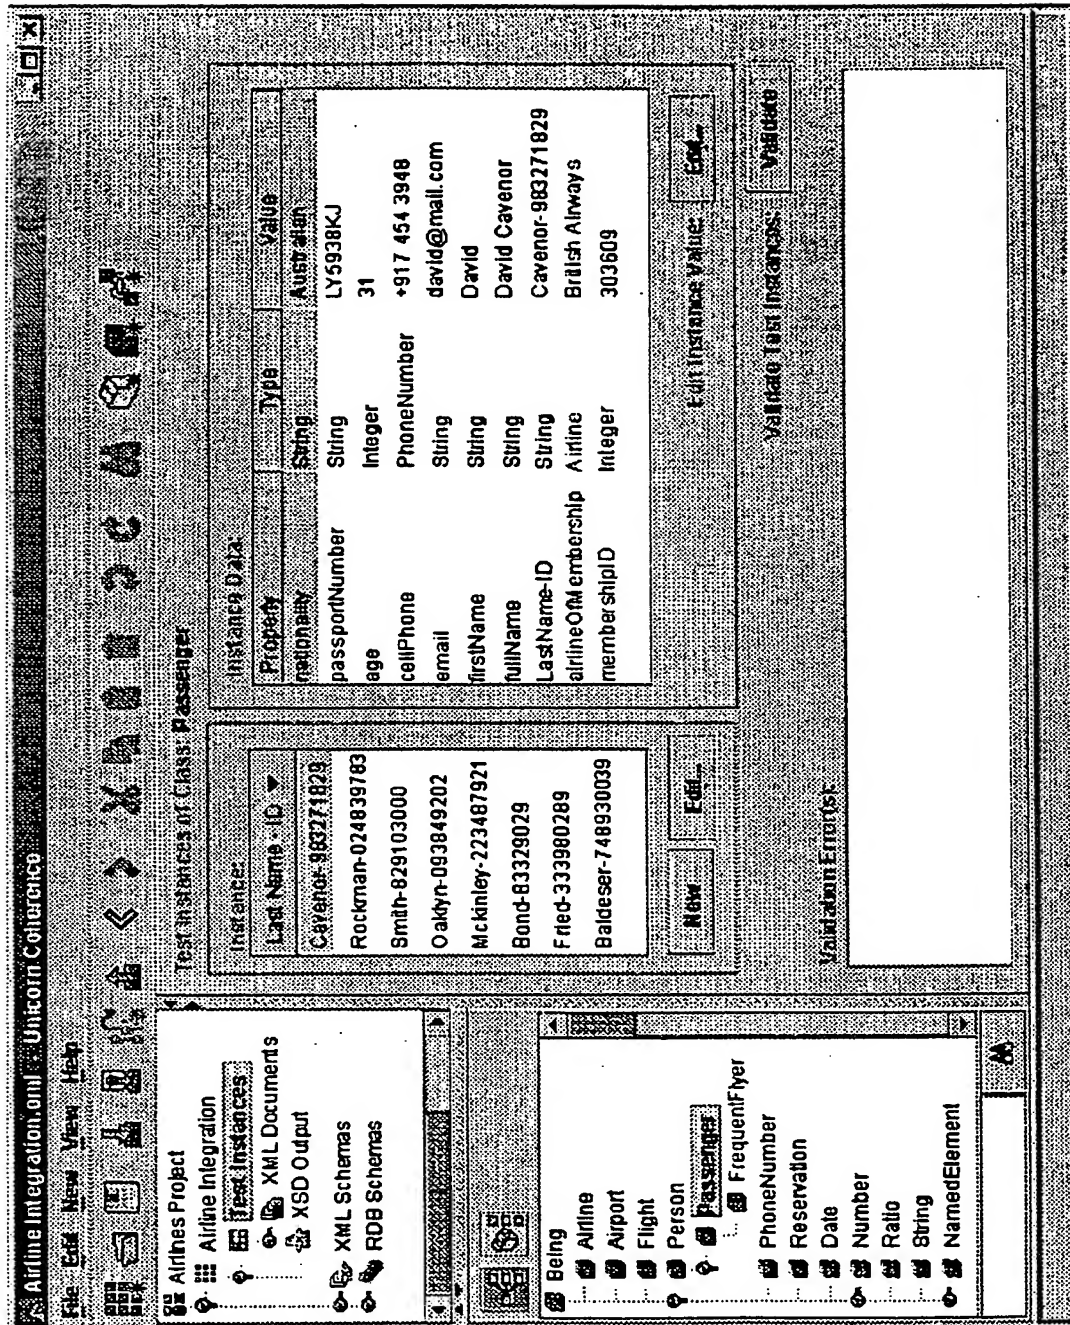 Airline Integration.oml - Unicorn Coherence
File Edit New View Help
Airlines Project
Airline Integration
Test Instances
XML Documents
XSD Output
XML Schemas
RDB Schemas
Being
Airline
Airport
Flight
Person
Passenger
FrequentFlyer
PhoneNumber
Reservation
Date
Number
Ratio
String
NamedElement
Test Instances of Class: Passenger
Instance:
Last Name - ID
Cavenor-983271829
Rockman-024839783
Smith-829103000
Oaklyn-093849202
Mckinley-223487921
Bond-83329029
Fried-333980289
Baldeser-748930039
New... Edit...
Instance Data:
Property Type Value
nationality String Australian
passportNumber String LY5938KJ
age Integer 31
cellPhone PhoneNumber +917 454 3948
email String david@mail.com
firstName String David
fullName String David Cavenor
LastName-ID String Cavenor-983271829
airlineOfMembership Airline British Airways
membershipID Integer 303609
Edit Instance Value: Edit...
Validate Test Instances: Validate
Validation Error(s):